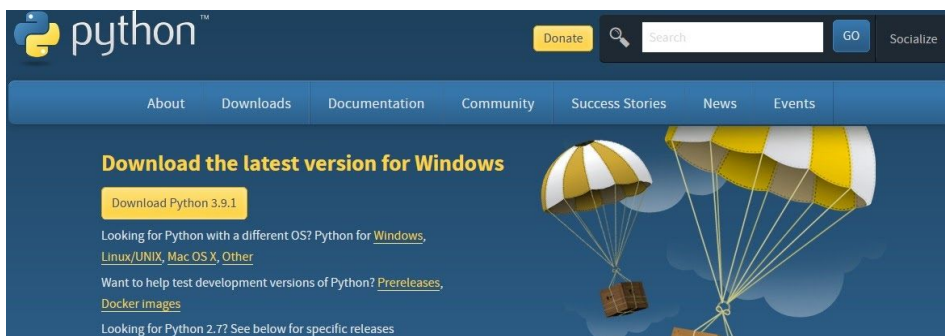 python™
Donate
Search
GO
Socialize
About Downloads Documentation Community Success Stories News Events
Download the latest version for Windows
Download Python 3.9.1
Looking for Python with a different OS? Python for Windows,
Linux/UNIX, Mac OS X, Other
Want to help test development versions of Python? Prereleases,
Docker images
Looking for Python 2.7? See below for specific releases